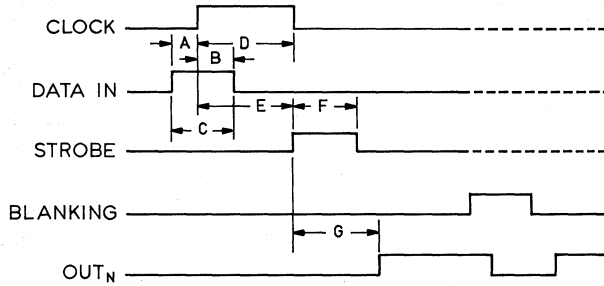 CLOCK
A D
B
DATA IN
E F
C
STROBE
BLANKING
G
OUTN